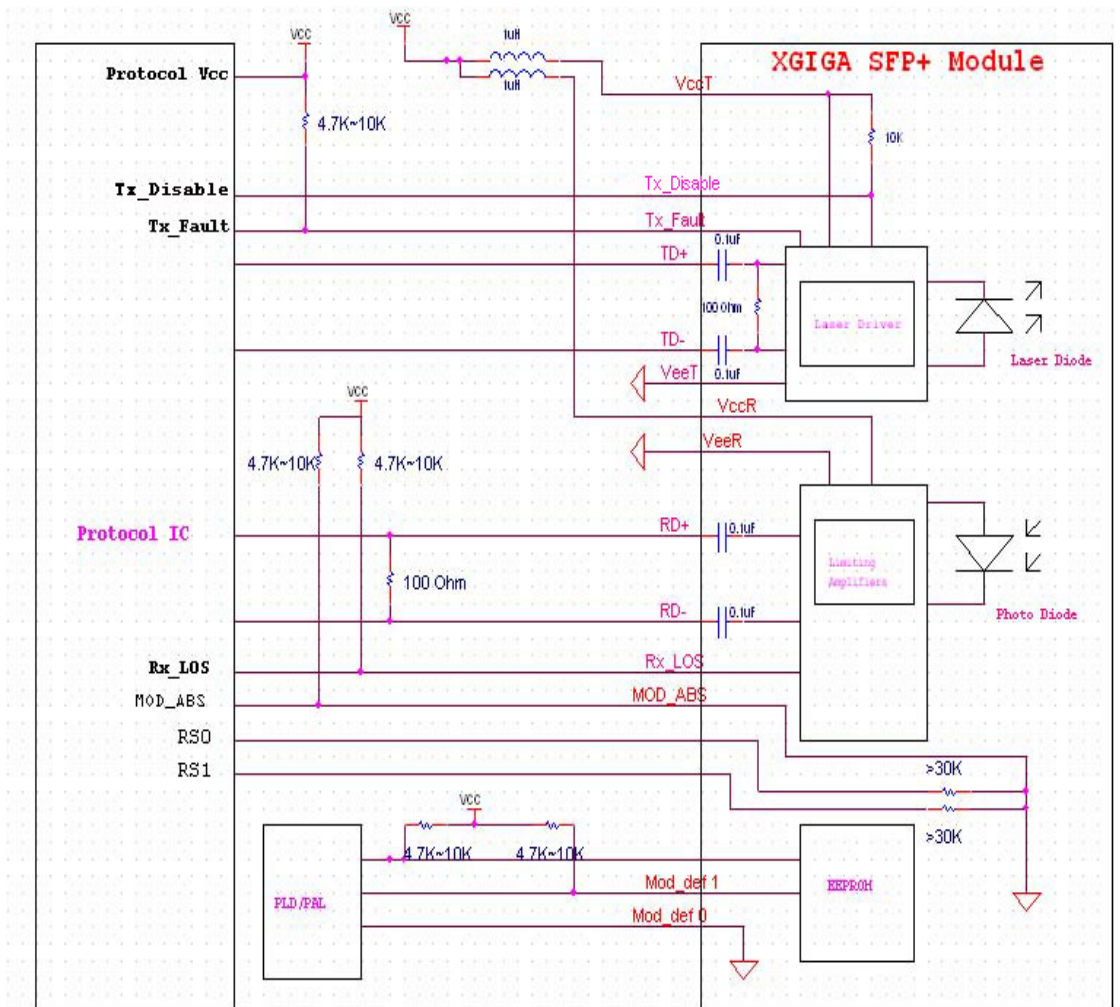 VCC
VCC
1uH
1uH
XGIGA SFP+ Module
Protocol Vcc
VccT
4.7K~10K
10K
Tx_Disable
Tx_Disable
Tx_Fault
Tx_Fault
0.1uF
TD+
100 Ohm
Laser Driver
TD-
Laser Diode
VeeT
0.1uF
VCC
VccR
VeeR
4.7K~10K
4.7K~10K
Protocol IC
RD+
0.1uF
Limiting
Amplifiers
100 Ohm
RD-
0.1uF
Photo Diode
Rx_LOS
Rx_LOS
MOD_ABS
MOD_ABS
RS0
RS1
>30K
VCC
>30K
4.7K~10K
4.7K~10K
Mod_def 1
EEPROM
PLD/PAL
Mod_def 0